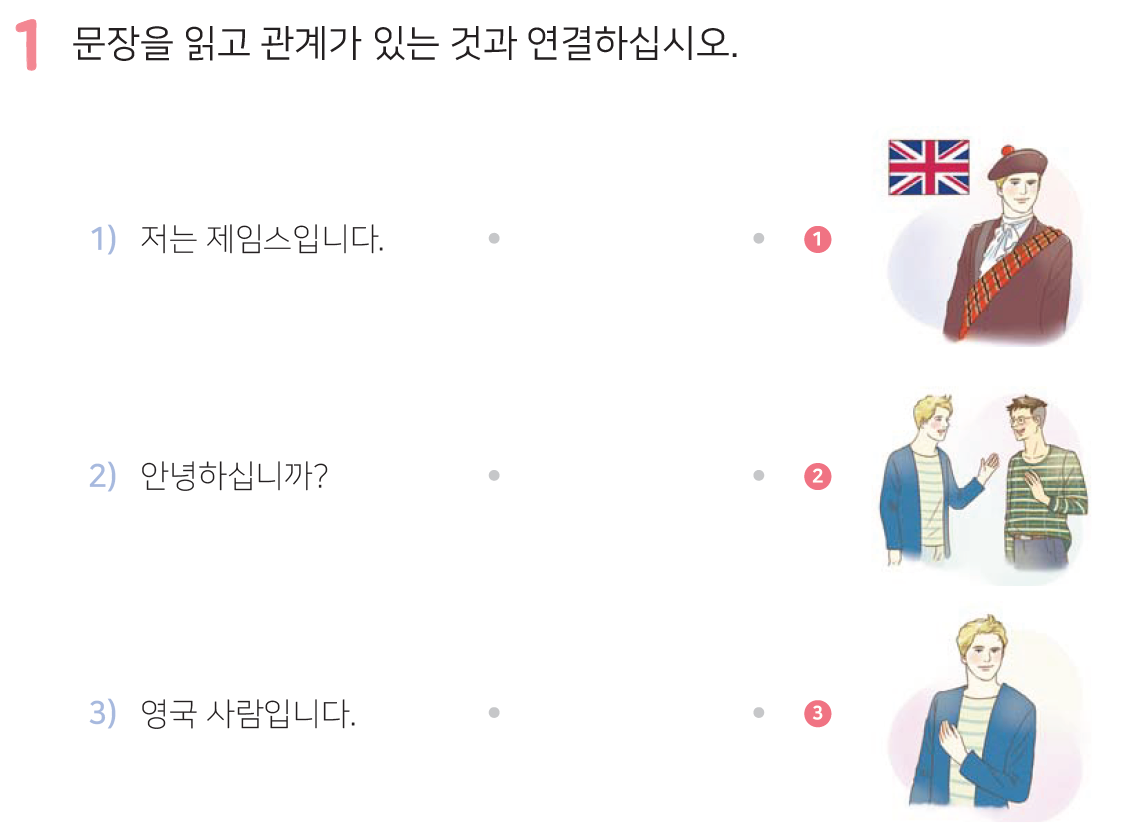 1 문장을 읽고 관계가 있는 것과 연결하십시오.
1) 저는 제임스입니다. • • 1
2) 안녕하십니까? • • 2
3) 영국 사람입니다. • • 3